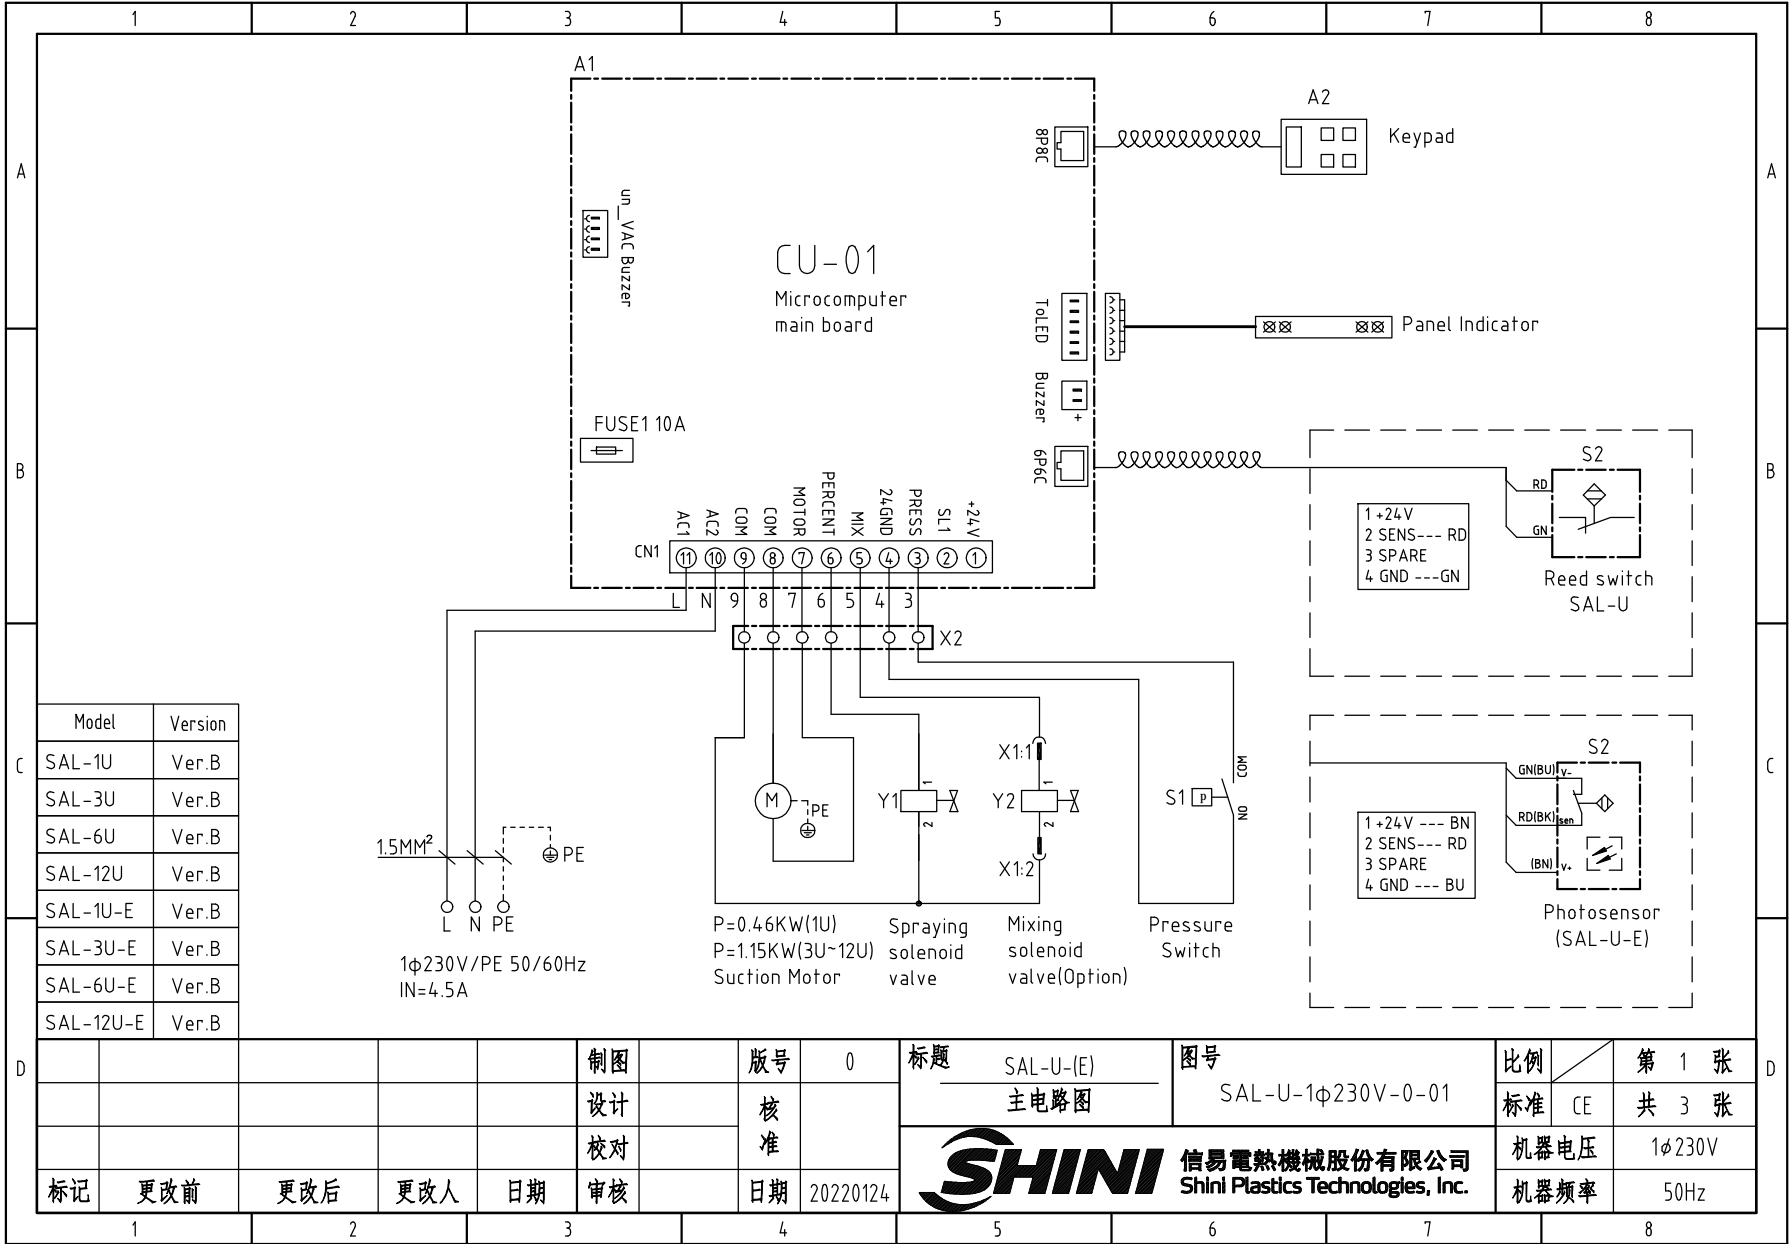 1 2 3 4 5 6 7 8
A1
A2
8P8C
Keypad
A
A
un_VAC Buzzer
CU-01
Microcomputer
main board
ToLED
Panel Indicator
Buzzer
+
FUSE1 10A
6P6C
B
B
S2
RD
GN
1 +24V
2 SENS--- RD
3 SPARE
4 GND ---GN
Reed switch
SAL-U
AC1 AC2 COM COM MOTOR PERCENT MIX 24GND PRESS SL1 +24V
CN1 11 10 9 8 7 6 5 4 3 2 1
L N 9 8 7 6 5 4 3
X2
Model Version
SAL-1U Ver.B
SAL-3U Ver.B
SAL-6U Ver.B
SAL-12U Ver.B
SAL-1U-E Ver.B
SAL-3U-E Ver.B
SAL-6U-E Ver.B
SAL-12U-E Ver.B
C
C
1.5MM²
PE
L N PE
1φ230V/PE 50/60Hz
IN=4.5A
M
PE
P=0.46KW(1U)
P=1.15KW(3U~12U)
Suction Motor
Y1
1
2
Spraying
solenoid
valve
X1:1
Y2
1
2
X1:2
Mixing
solenoid
valve(Option)
S1
P
COM
NO
Pressure
Switch
S2
GN(BU) V-
RD(BK) sen
(BN) V+
1 +24V --- BN
2 SENS--- RD
3 SPARE
4 GND --- BU
Photosensor
(SAL-U-E)
D
D
制图 版号 0
设计 核准
校对
标记 更改前 更改后 更改人 日期 审核 日期 20220124
标题 SAL-U-(E)
主电路图
图号
SAL-U-1φ230V-0-01
比例 第 1 张
标准 CE 共 3 张
机器电压 1φ230V
机器频率 50Hz
SHINI
信易電熱機械股份有限公司
Shini Plastics Technologies, Inc.
1 2 3 4 5 6 7 8